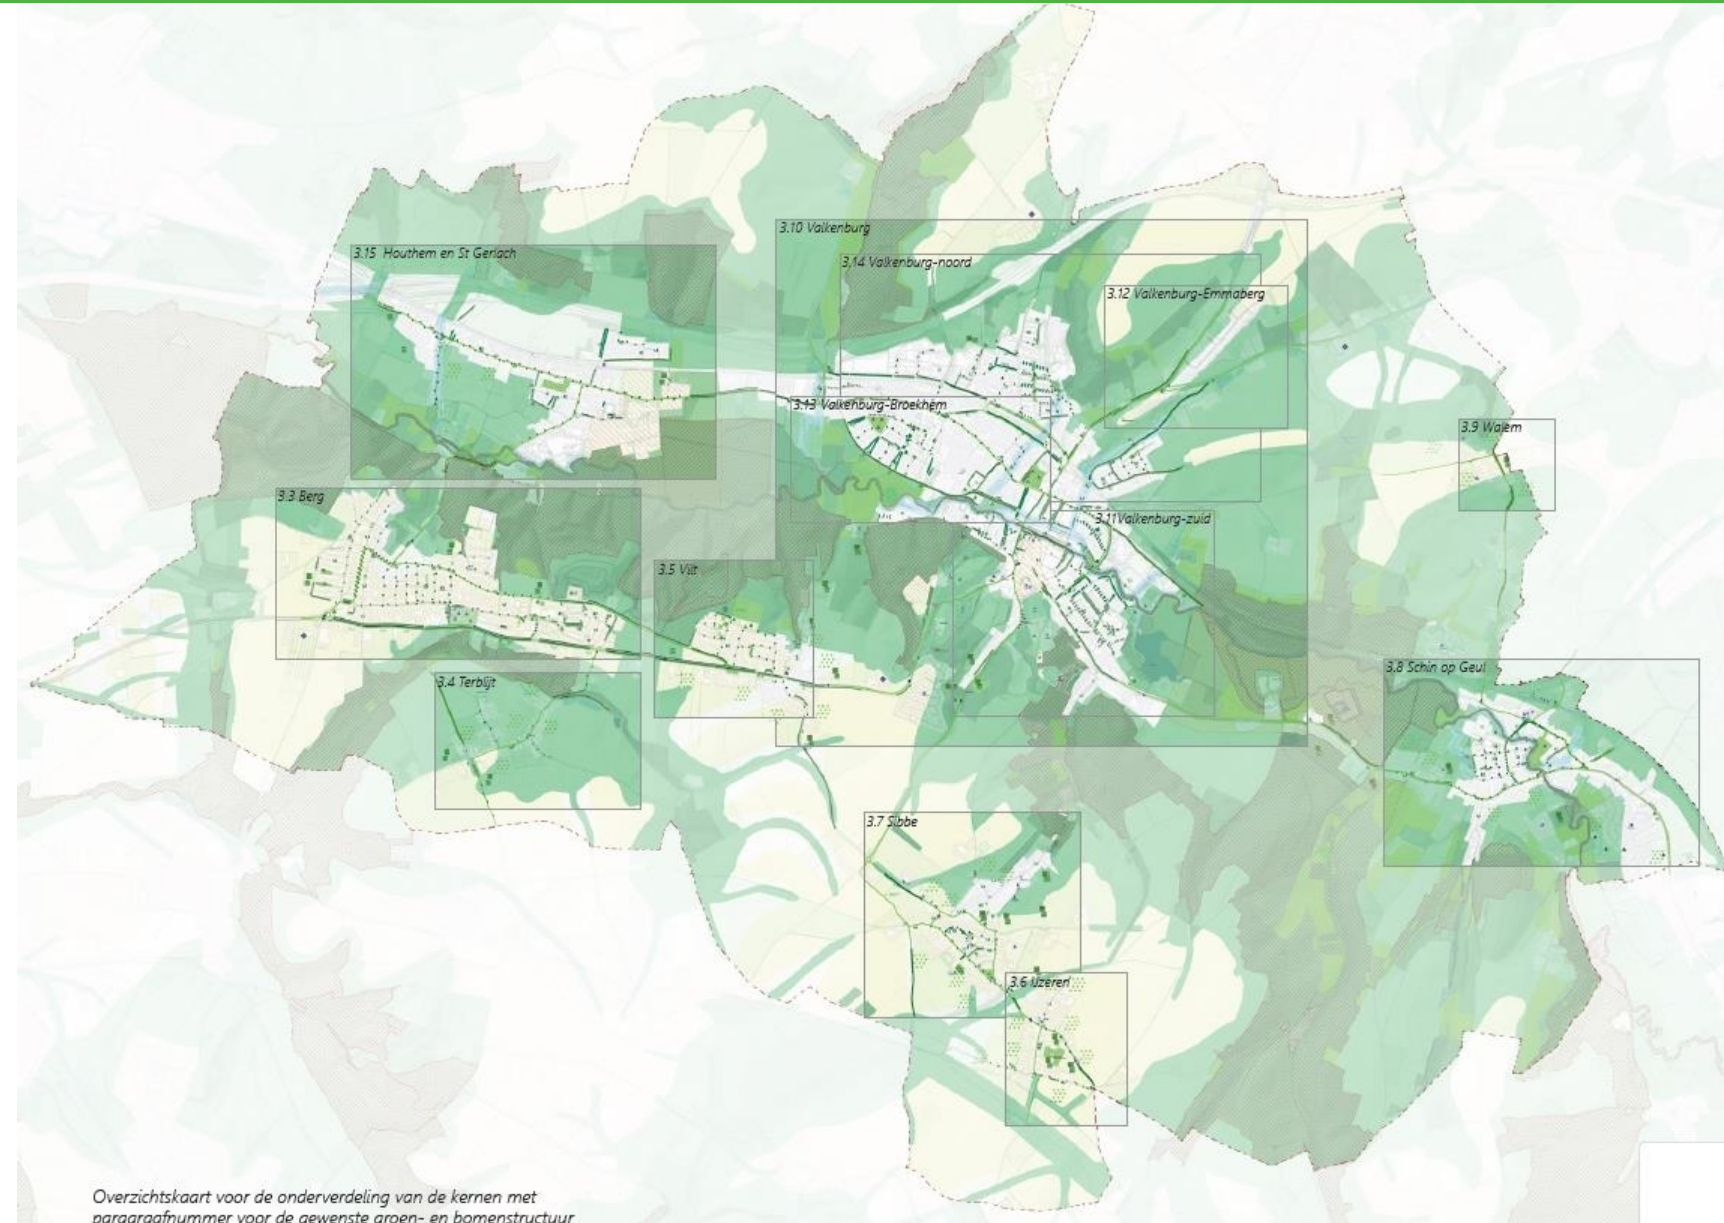 3.10 Valkenburg
3.15 Houthem en St Gerlach
3.14 Valkenburg-noord
3.12 Valkenburg-Emmaberg
3.13 Valkenburg-Broekhem
3.9 Walem
3.3 Berg
3.11 Valkenburg-zuid
3.5 Vilt
3.8 Schin op Geul
3.4 Terblijt
3.7 Sibbe
3.6 IJzeren
Overzichtskaart voor de onderverdeling van de kernen met
paragraafnummer voor de gewenste groen- en bomenstructuur